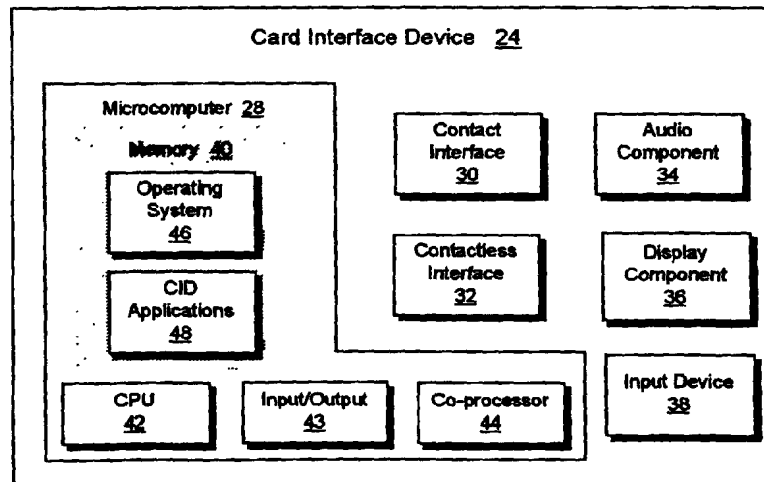 Card Interface Device 24
Microcomputer 28
Memory 40
Operating
System
46
CID
Applications
48
CPU
42
Input/Output
43
Co-processor
44
Contact
Interface
30
Audio
Component
34
Contactless
Interface
32
Display
Component
36
Input Device
38